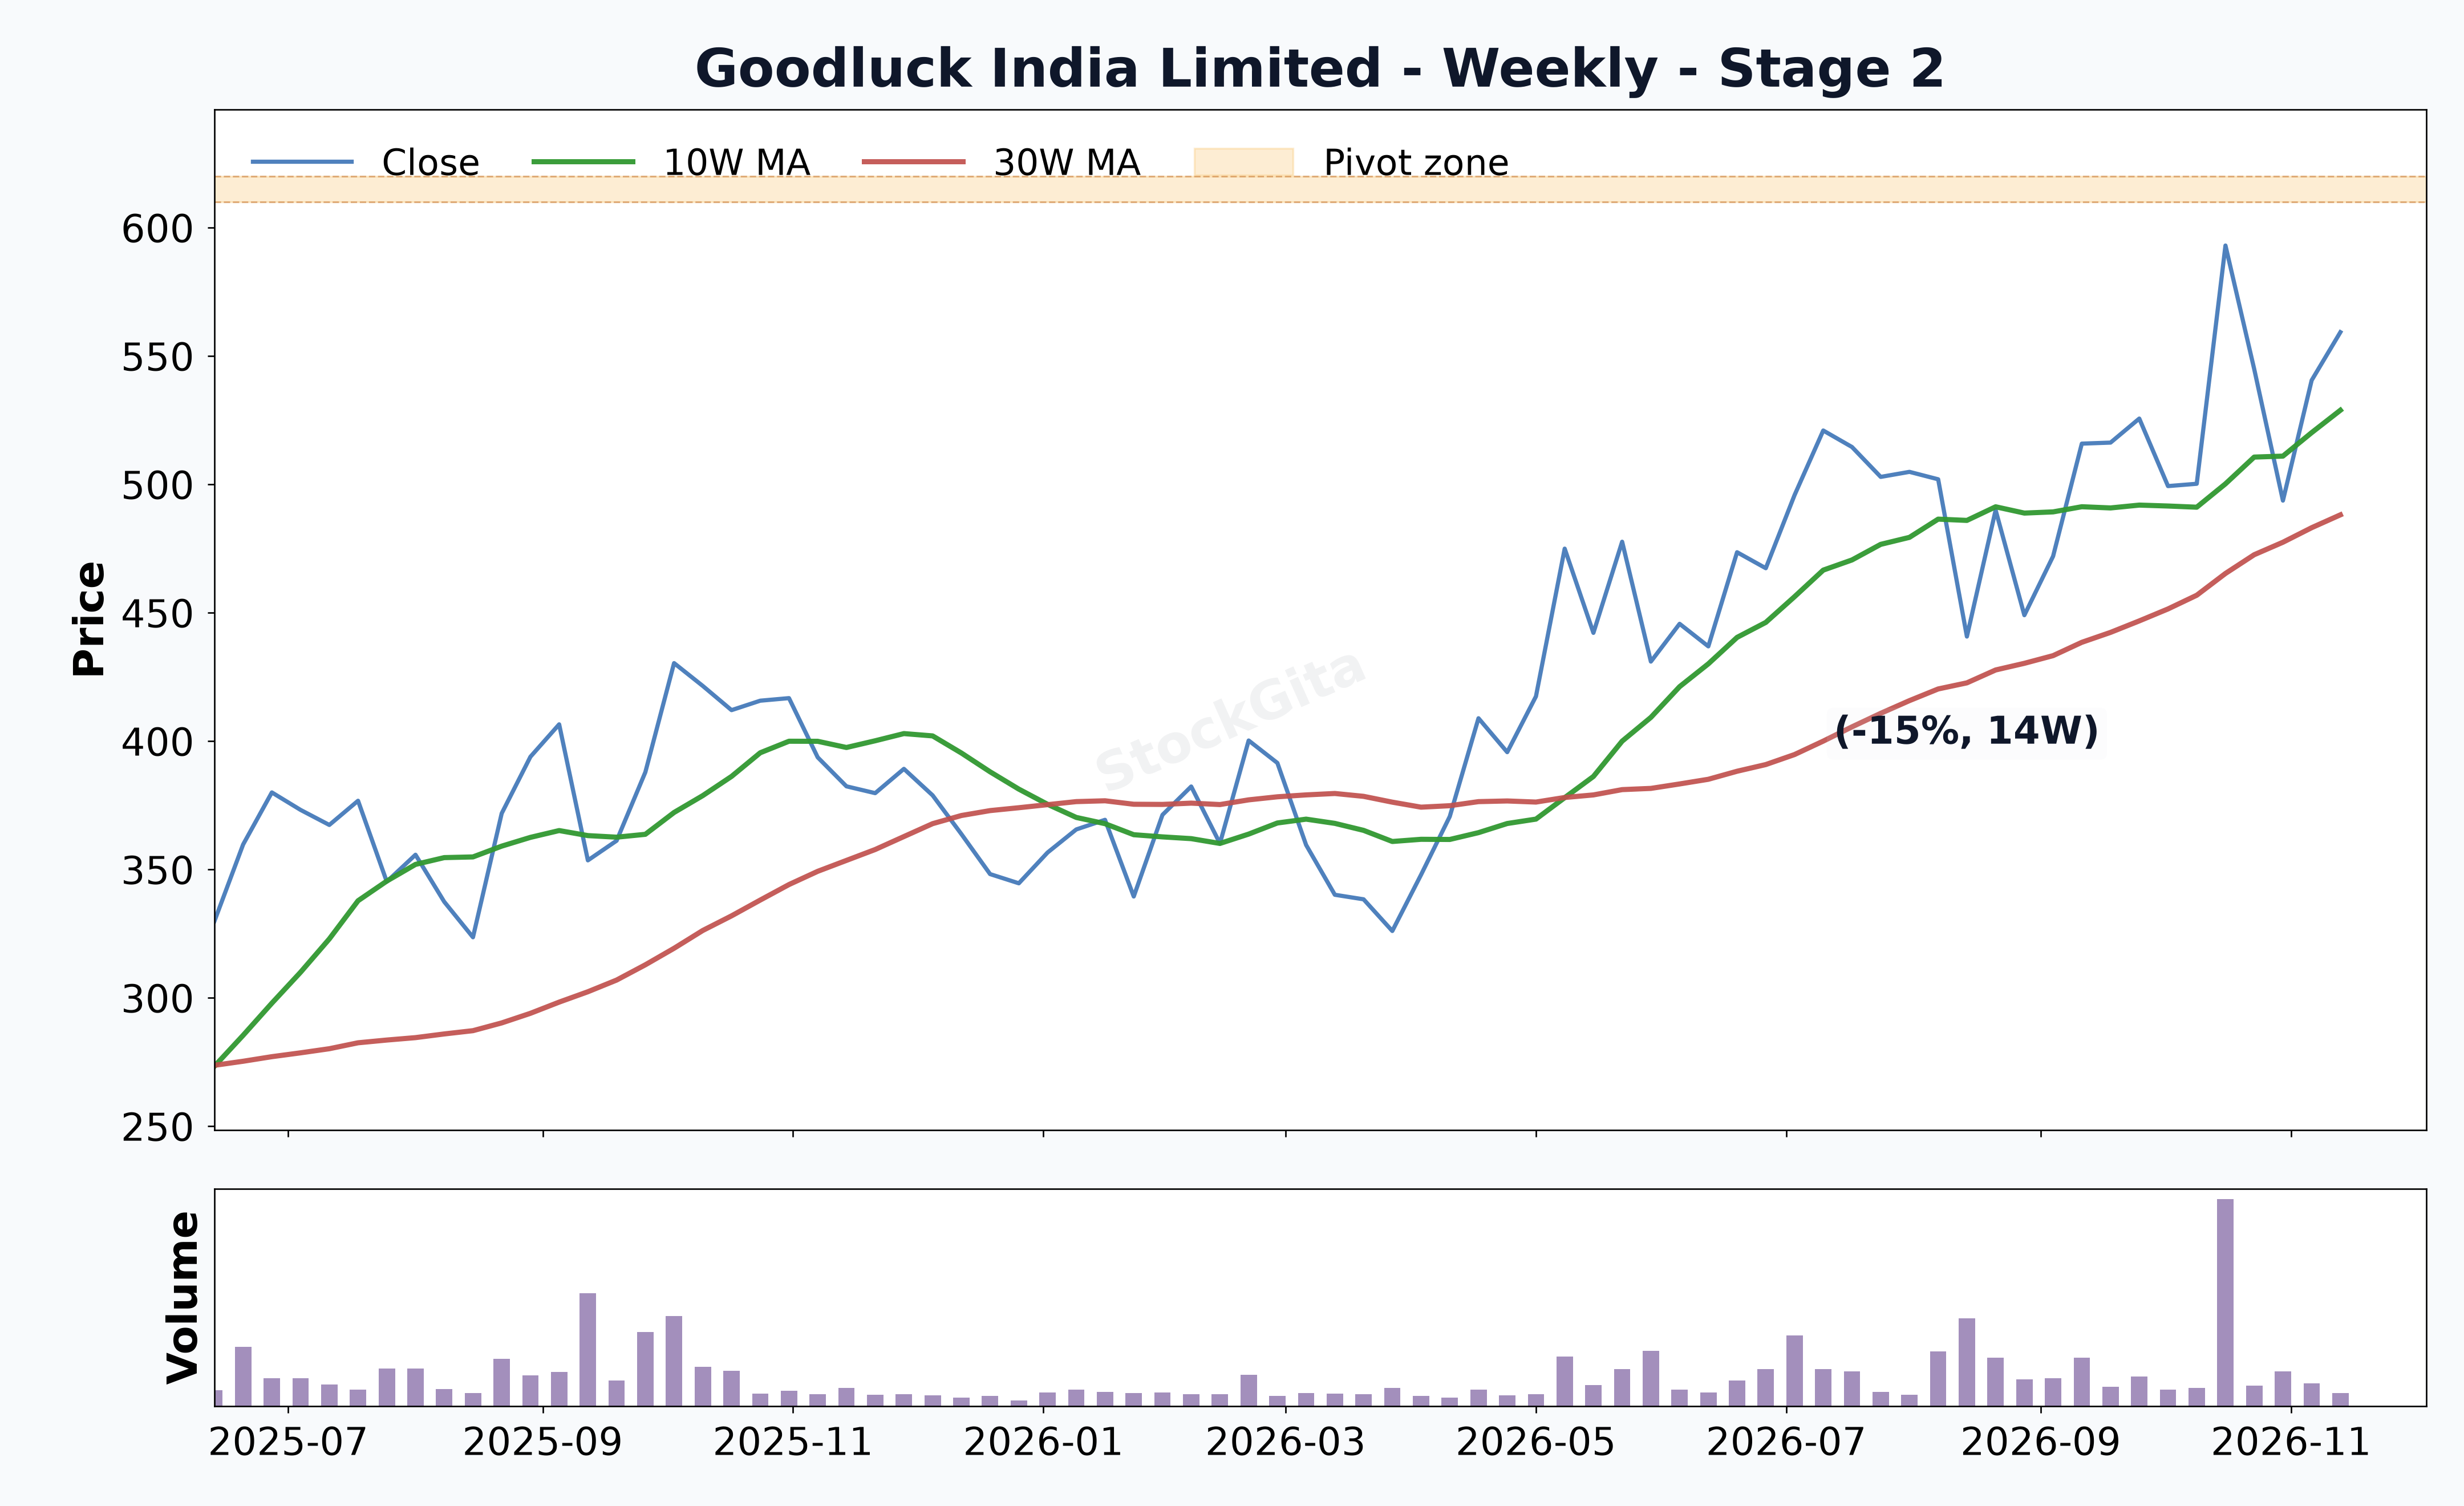 Goodluck India Limited - Weekly - Stage 2
Close 10W MA 30W MA Pivot zone
Price
600
550
500
450
400
350
300
250
StockGita
(-15%, 14W)
Volume
2025-07 2025-09 2025-11 2026-01 2026-03 2026-05 2026-07 2026-09 2026-11